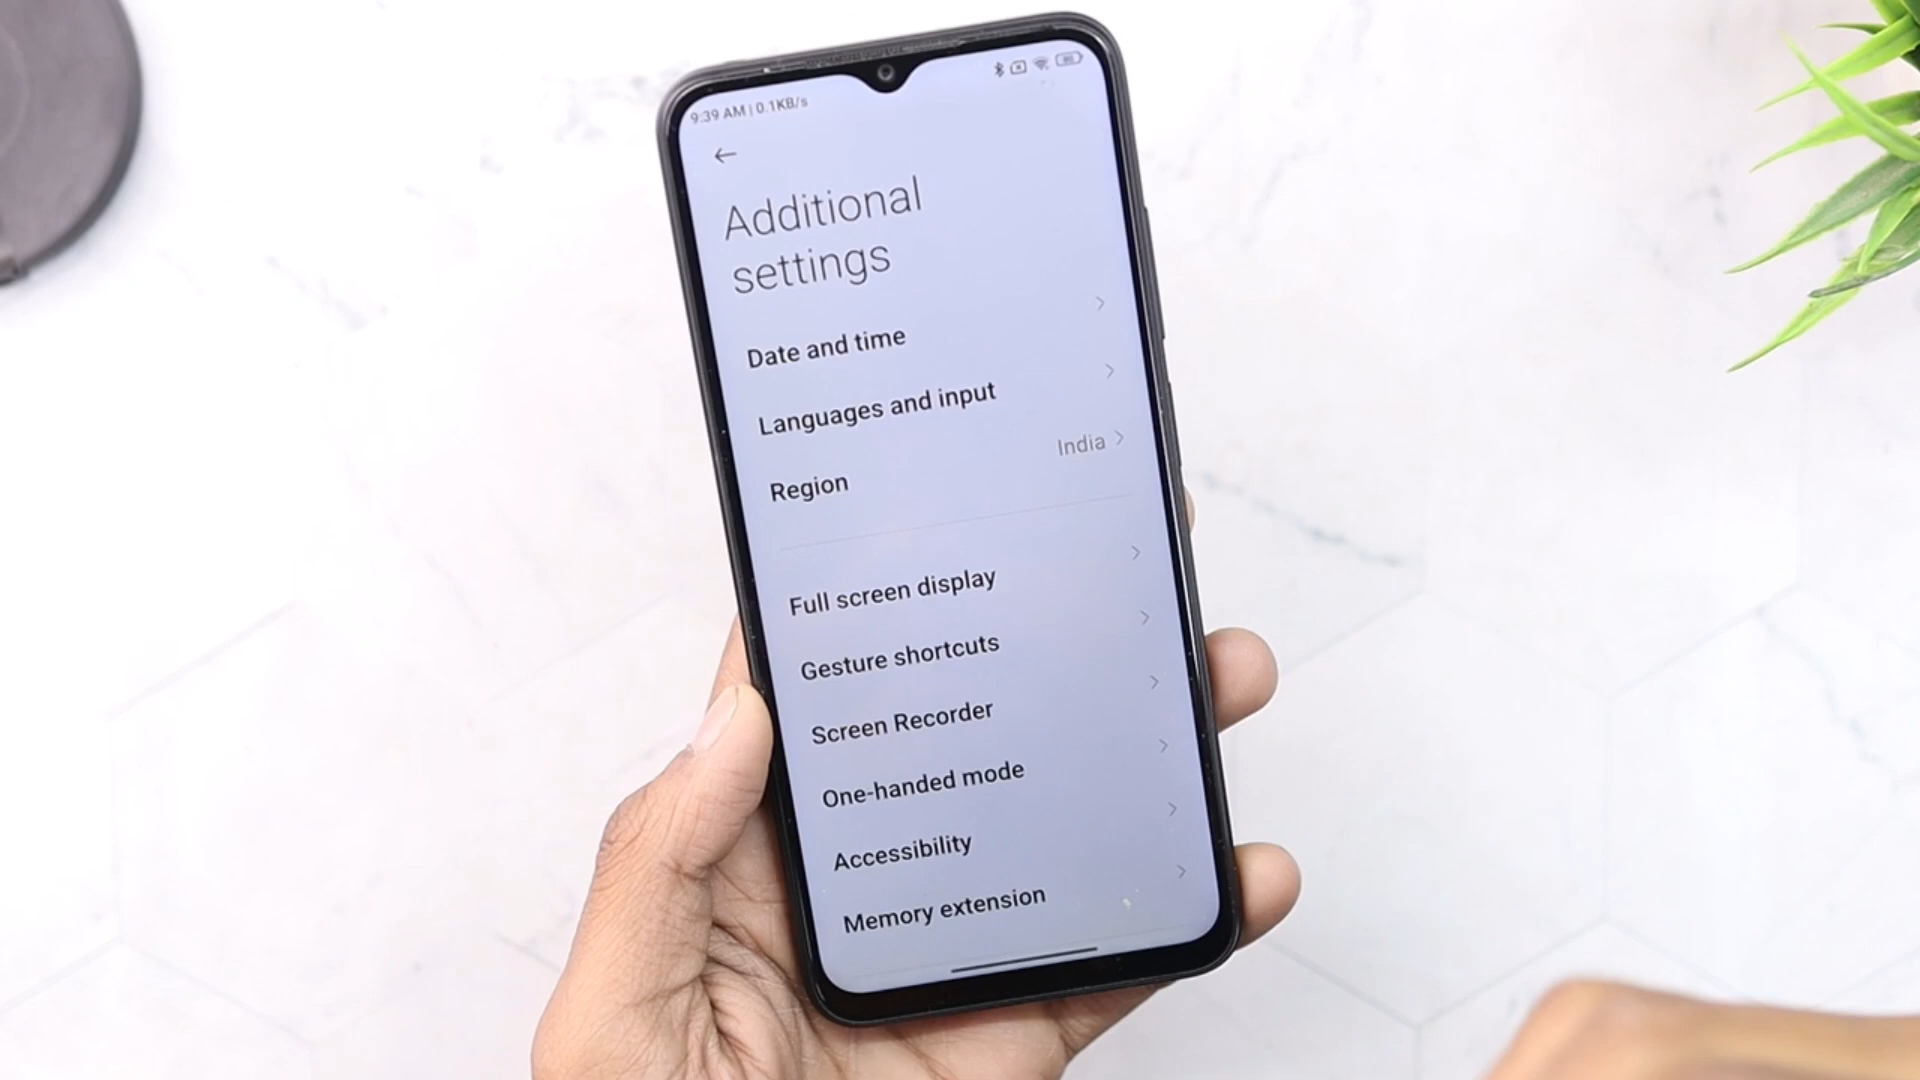 9:39 AM | 0.1KB/s
Additional
settings
Date and time
Languages and input
Region
India
Full screen display
Gesture shortcuts
Screen Recorder
One-handed mode
Accessibility
Memory extension